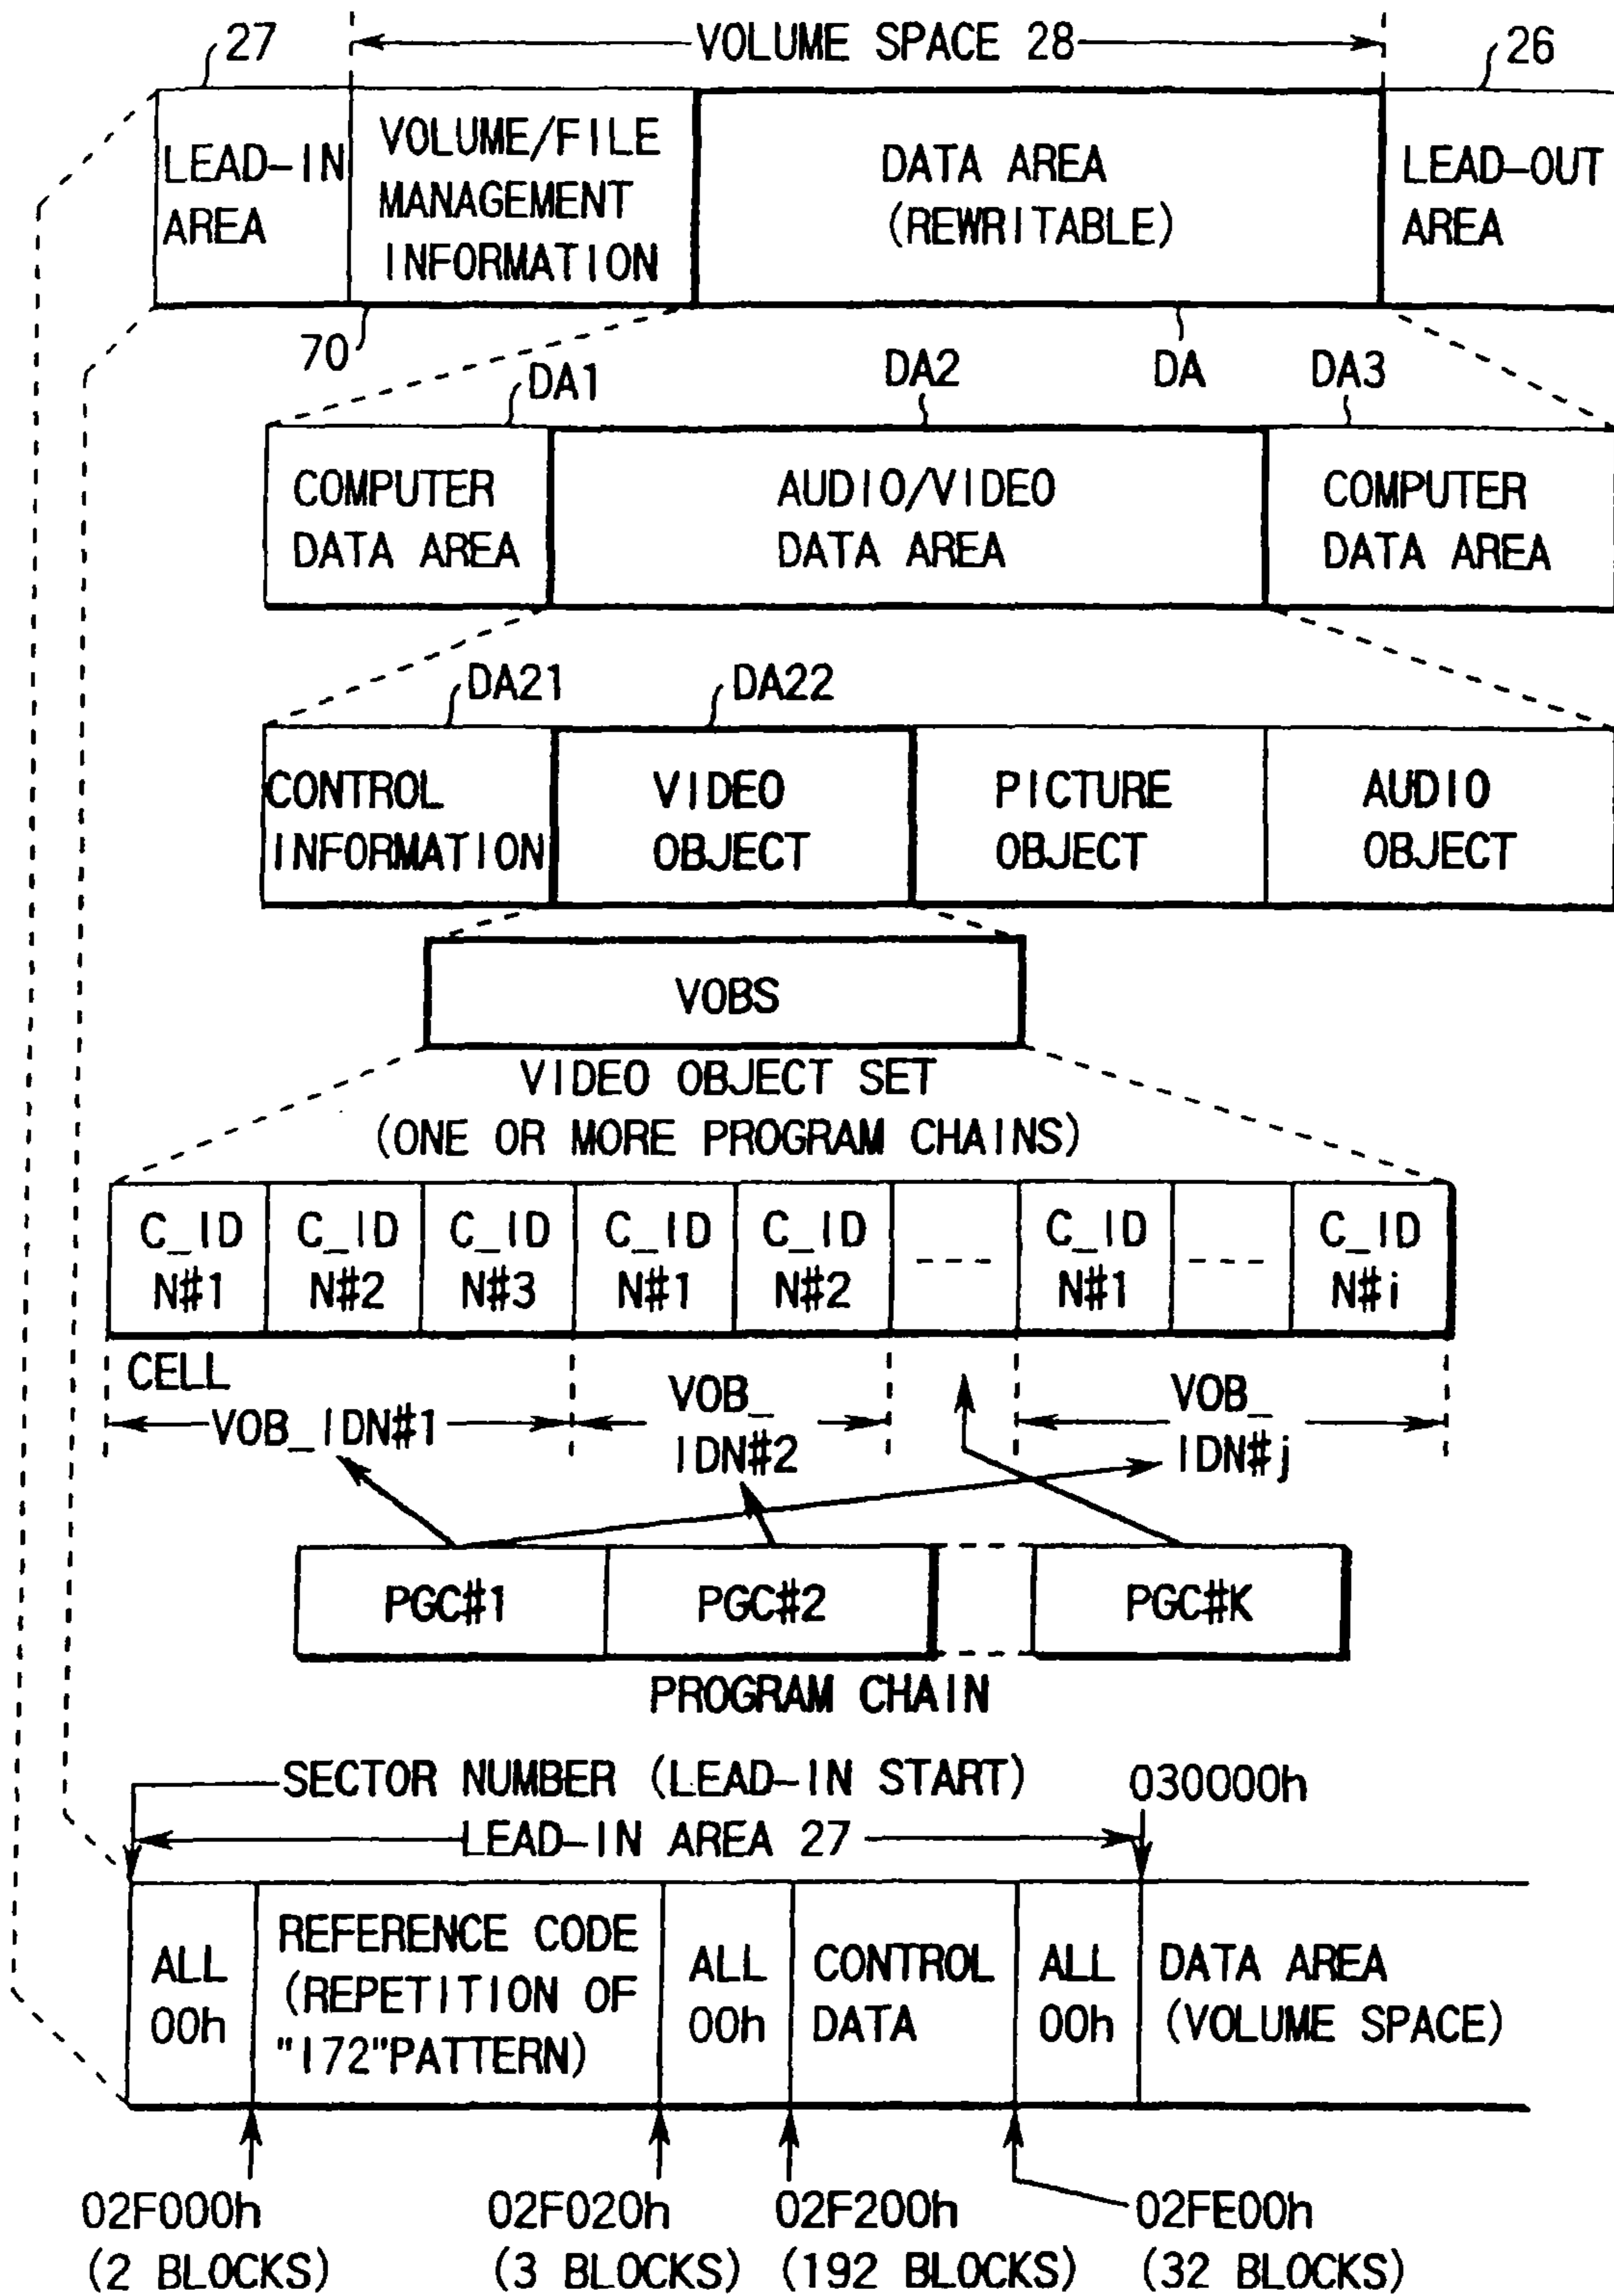 27
VOLUME SPACE 28
26
LEAD-IN
AREA
VOLUME/FILE
MANAGEMENT
INFORMATION
DATA AREA
(REWRITABLE)
LEAD-OUT
AREA
70
DA1
DA2
DA
DA3
COMPUTER
DATA AREA
AUDIO/VIDEO
DATA AREA
COMPUTER
DATA AREA
DA21
DA22
CONTROL
INFORMATION
VIDEO
OBJECT
PICTURE
OBJECT
AUDIO
OBJECT
VOBS
VIDEO OBJECT SET
(ONE OR MORE PROGRAM CHAINS)
C_ID
N#1
C_ID
N#2
C_ID
N#3
C_ID
N#1
C_ID
N#2
----
C_ID
N#1
----
C_ID
N#i
CELL
VOB_IDN#1
VOB_
IDN#2
VOB_
IDN#j
PGC#1
PGC#2
PGC#K
PROGRAM CHAIN
SECTOR NUMBER (LEAD-IN START)
030000h
LEAD-IN AREA 27
ALL
00h
REFERENCE CODE
(REPETITION OF
"172"PATTERN)
ALL
00h
CONTROL
DATA
ALL
00h
DATA AREA
(VOLUME SPACE)
02F000h
(2 BLOCKS)
02F020h
(3 BLOCKS)
02F200h
(192 BLOCKS)
02FE00h
(32 BLOCKS)